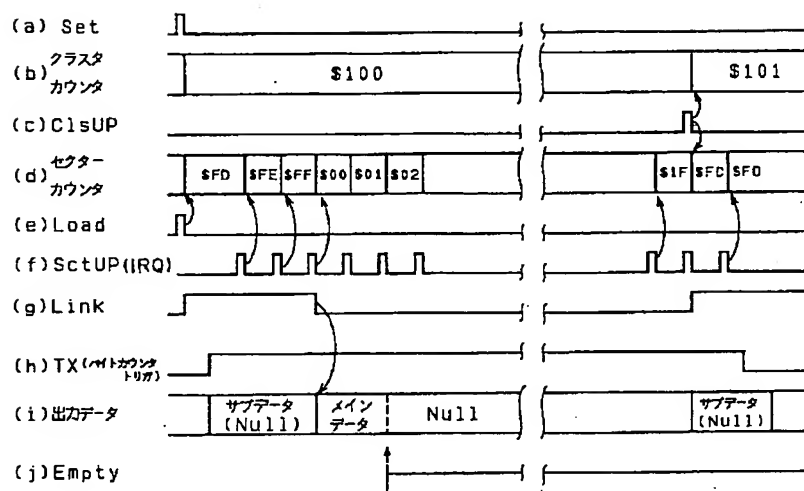 (a) Set
(b) クラスタ
カウンタ
$100
$101
(c) ClsUP
(d) セクター
カウンタ
$FD
$FE
$FF
$00
$01
$02
$1F
$FC
$FD
(e) Load
(f) SctUP(IRQ)
(g) Link
(h) TX(バイトカウンタ
トリガ)
(i) 出力データ
サブデータ
(Null)
メイン
データ
Null
サブデータ
(Null)
(j) Empty